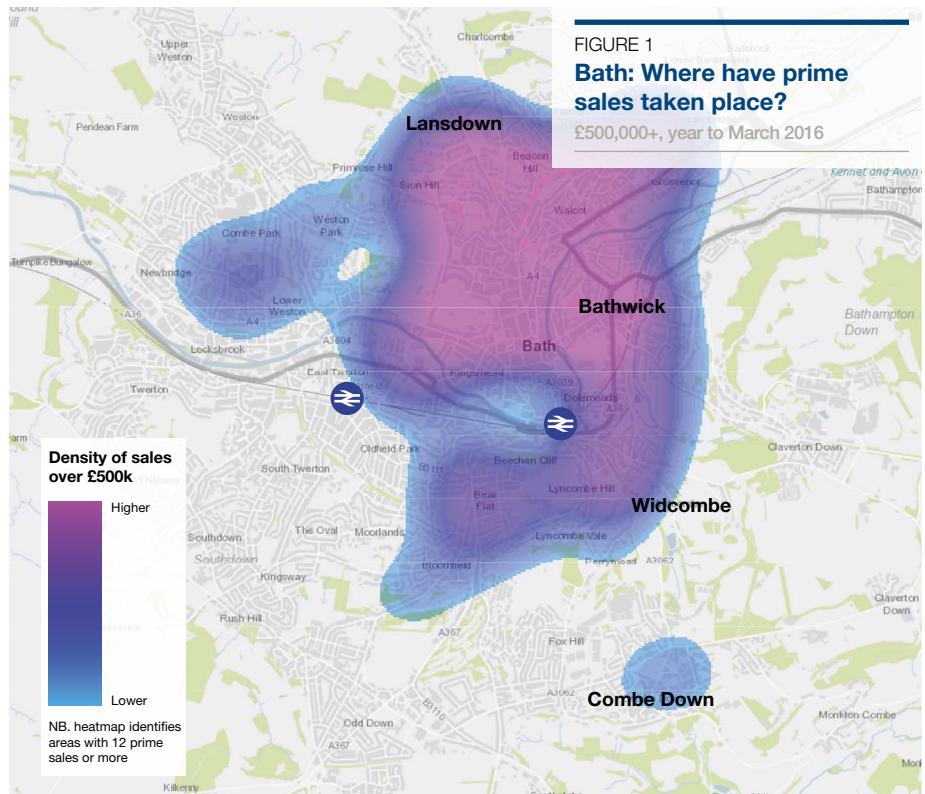 FIGURE 1
Bath: Where have prime
sales taken place?
£500,000+, year to March 2016
Charlcombe
Upper
Weston
Lansdown
Pendean Farm
Weston
Beacon
Hill
Primrose Hill
Sion Hill
Grosvenor
Kennet and Avon
Bathampton
Walcot
Weston
Park
Combe Park
Turnpike Bungalow
Newbridge
A4
Lower
Weston
Bathwick
A36
A4
Bathampton
Down
A3604
Locksbrook
Bath
East Twerton
Kingsmead
Twerton
A3039
Dolemeads
A36
Oldfield Park
Claverton Down
Beechen Cliff
South Twerton
B3111
Lyncombe Hill
Bear
Flat
Widcombe
The Oval
Moorlands
Lyncombe Vale
Southdown
Southdown
Perrymead
A3062
Bloomfield
Kingsway
Claverton
Down
Rush Hill
A367
Fox Hill
A3062
Combe Down
B3110
Monkton Combe
Odd Down
A367
Kilkenny
Density of sales
over £500k
Higher
Lower
NB. heatmap identifies
areas with 12 prime
sales or more